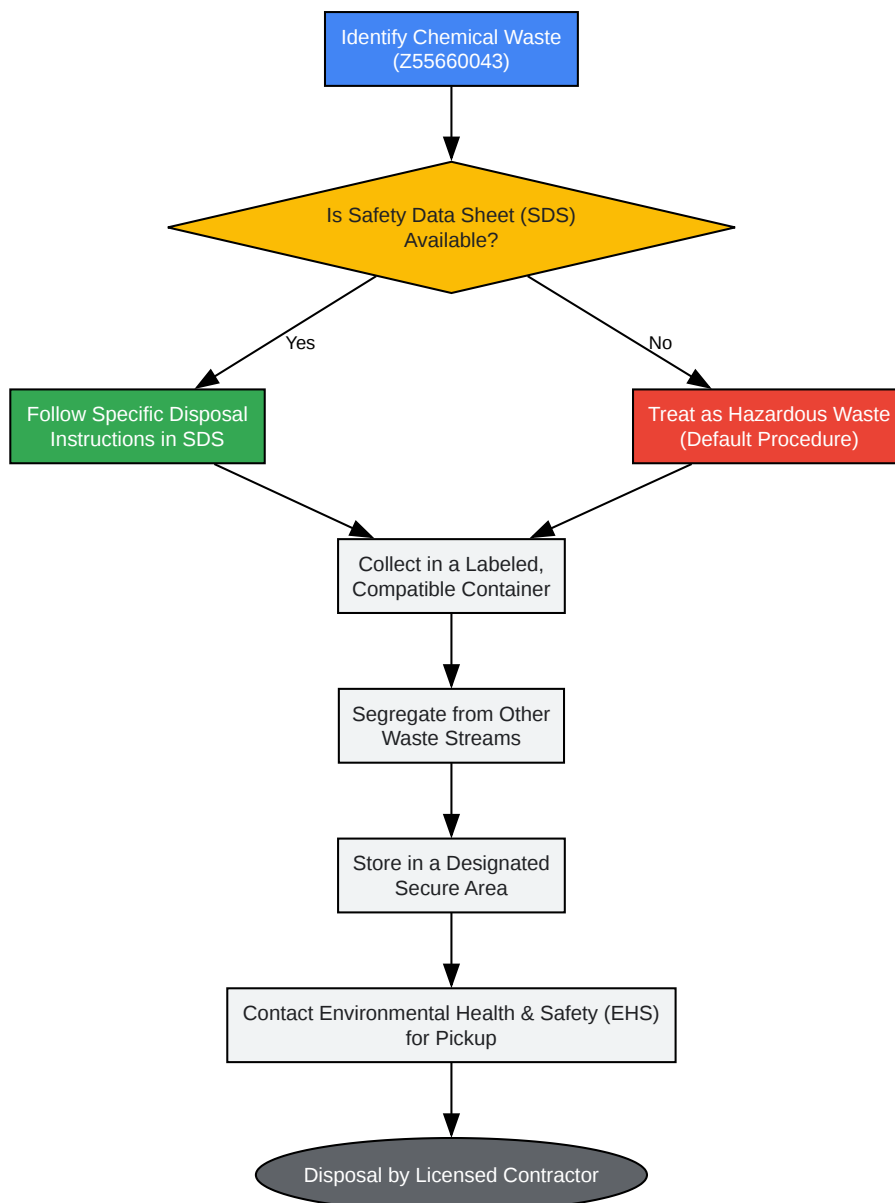 Identify Chemical Waste
(Z55660043)
Is Safety Data Sheet (SDS)
Available?
Yes
No
Follow Specific Disposal
Instructions in SDS
Treat as Hazardous Waste
(Default Procedure)
Collect in a Labeled,
Compatible Container
Segregate from Other
Waste Streams
Store in a Designated
Secure Area
Contact Environmental Health & Safety (EHS)
for Pickup
Disposal by Licensed Contractor